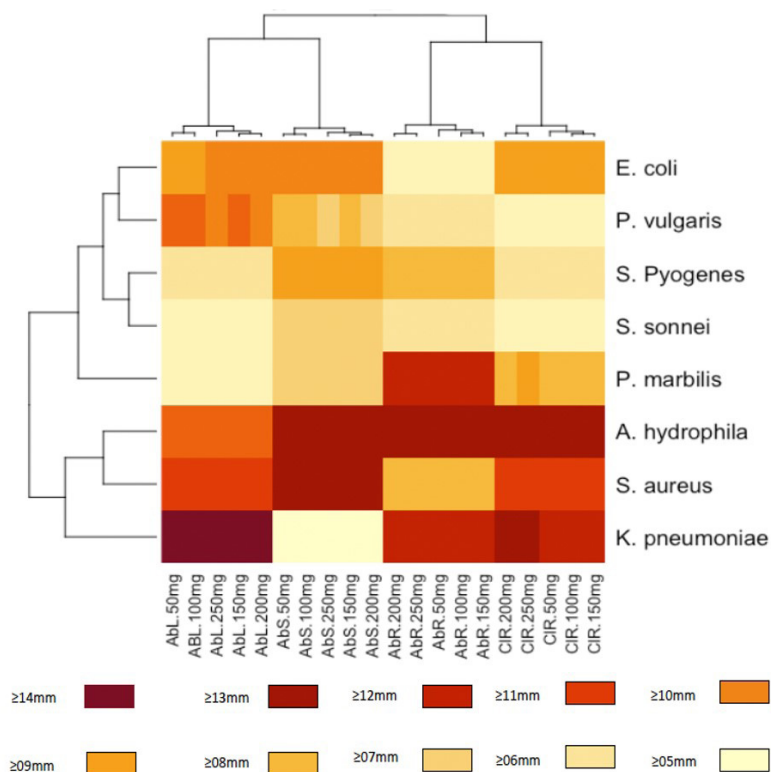 E. coli
P. vulgaris
S. Pyogenes
S. sonnei
P. marbilis
A. hydrophila
S. aureus
K. pneumoniae
AbL.50mg
ABL.100mg
AbL.250mg
AbL.150mg
AbL.200mg
AbS.50mg
AbS.100mg
AbS.250mg
AbS.150mg
AbS.200mg
AbR.200mg
AbR.250mg
AbR.50mg
AbR.100mg
AbR.150mg
CIR.200mg
CIR.250mg
CIR.50mg
CIR.100mg
CIR.150mg
≥14mm ≥13mm ≥12mm ≥11mm ≥10mm
≥09mm ≥08mm ≥07mm ≥06mm ≥05mm